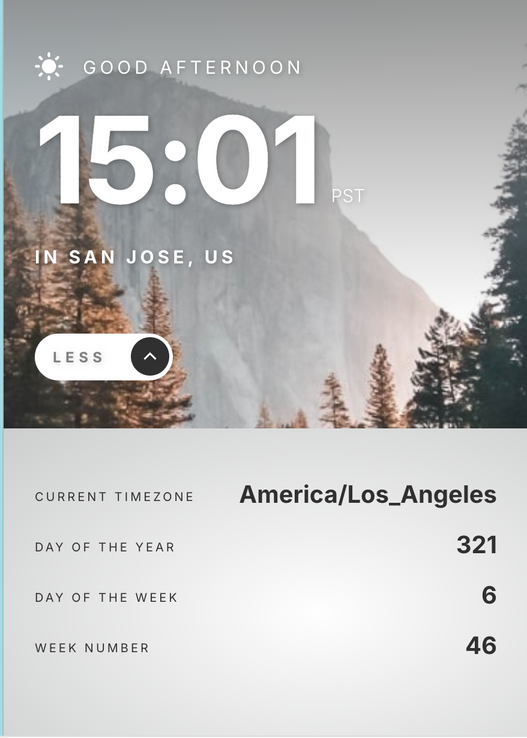 GOOD AFTERNOON
15:01 PST
IN SAN JOSE, US
LESS
CURRENT TIMEZONE America/Los_Angeles
DAY OF THE YEAR 321
DAY OF THE WEEK 6
WEEK NUMBER 46